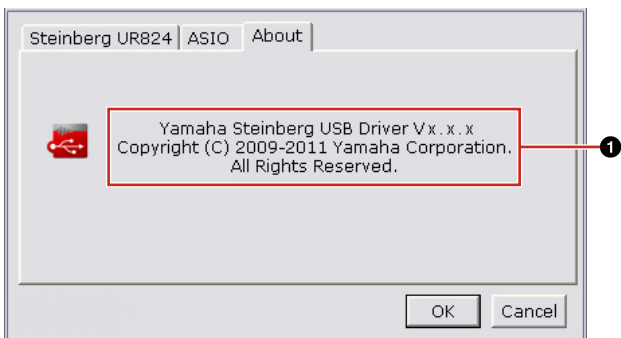 Steinberg UR824 ASIO About
Yamaha Steinberg USB Driver Vx.x.x
Copyright (C) 2009-2011 Yamaha Corporation.
All Rights Reserved.
1
OK Cancel